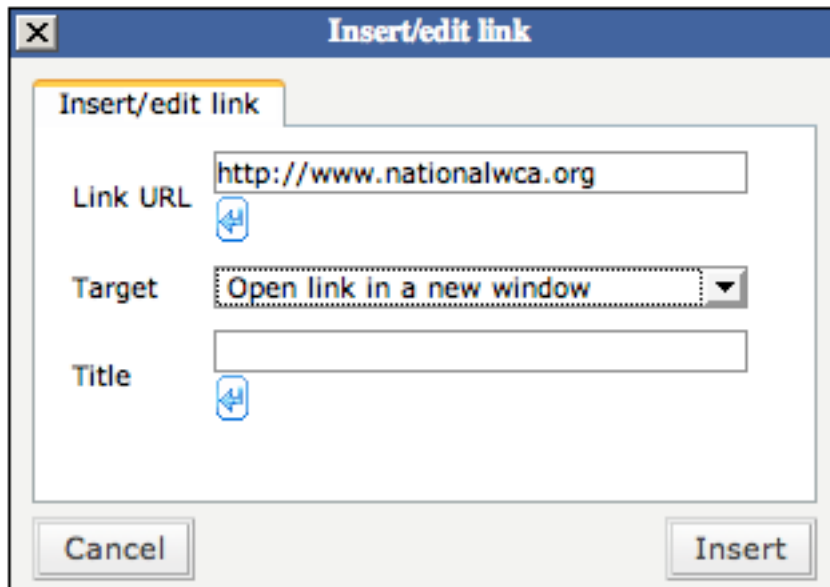 Insert/edit link
Insert/edit link
Link URL http://www.nationalwca.org
Target Open link in a new window
Title
Cancel Insert